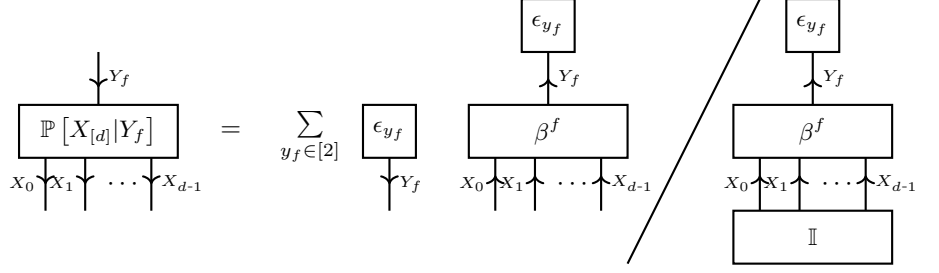 ϵ_{y_f} ϵ_{y_f}
Y_f Y_f Y_f
ℙ [X_{[d]}|Y_f] = ∑_{y_f∈[2]} ϵ_{y_f} β^f β^f
X_0 X_1 ··· X_{d-1} Y_f X_0 X_1 ··· X_{d-1} X_0 X_1 ··· X_{d-1}
𝕀